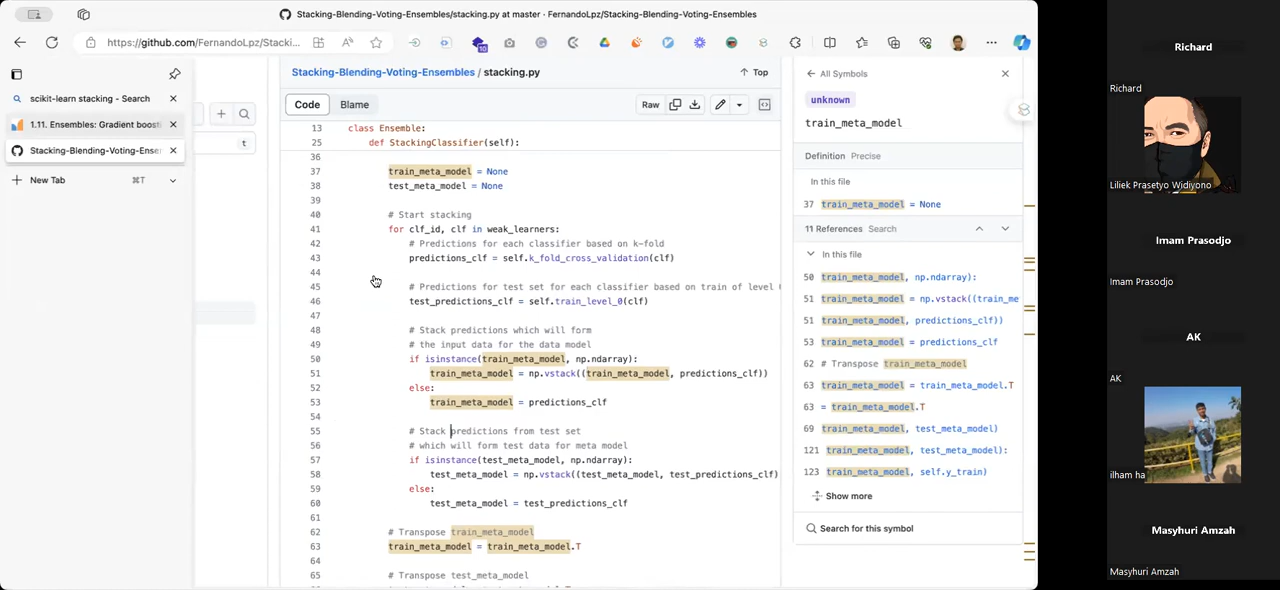 Stacking-Blending-Voting-Ensembles/stacking.py at master · FernandoLpz/Stacking-Blending-Voting-Ensembles
https://github.com/FernandoLpz/Stacki...
scikit-learn stacking - Search
1.11. Ensembles: Gradient boosti
Stacking-Blending-Voting-Ense
New Tab
⌘T
t
Stacking-Blending-Voting-Ensembles / stacking.py
Top
Code
Blame
Raw
13 class Ensemble:
25 def StackingClassifier(self):
36
37 train_meta_model = None
38 test_meta_model = None
39
40 # Start stacking
41 for clf_id, clf in weak_learners:
42 # Predictions for each classifier based on k-fold
43 predictions_clf = self.k_fold_cross_validation(clf)
44
45 # Predictions for test set for each classifier based on train of level 0
46 test_predictions_clf = self.train_level_0(clf)
47
48 # Stack predictions which will form
49 # the input data for the data model
50 if isinstance(train_meta_model, np.ndarray):
51 train_meta_model = np.vstack((train_meta_model, predictions_clf))
52 else:
53 train_meta_model = predictions_clf
54
55 # Stack predictions from test set
56 # which will form test data for meta model
57 if isinstance(test_meta_model, np.ndarray):
58 test_meta_model = np.vstack((test_meta_model, test_predictions_clf)
59 else:
60 test_meta_model = test_predictions_clf
61
62 # Transpose train_meta_model
63 train_meta_model = train_meta_model.T
64
65 # Transpose test_meta_model
All Symbols
unknown
train_meta_model
Definition Precise
In this file
37 train_meta_model = None
11 References Search
In this file
50 train_meta_model, np.ndarray):
51 train_meta_model = np.vstack((train_me
51 train_meta_model, predictions_clf))
53 train_meta_model = predictions_clf
62 # Transpose train_meta_model
63 train_meta_model = train_meta_model.T
63 = train_meta_model.T
69 train_meta_model, test_meta_model)
121 train_meta_model, test_meta_model):
123 train_meta_model, self.y_train)
Show more
Search for this symbol
Richard
Richard
Liliek Prasetyo Widiyono
Imam Prasodjo
Imam Prasodjo
AK
AK
ilham ha
Masyhuri Amzah
Masyhuri Amzah